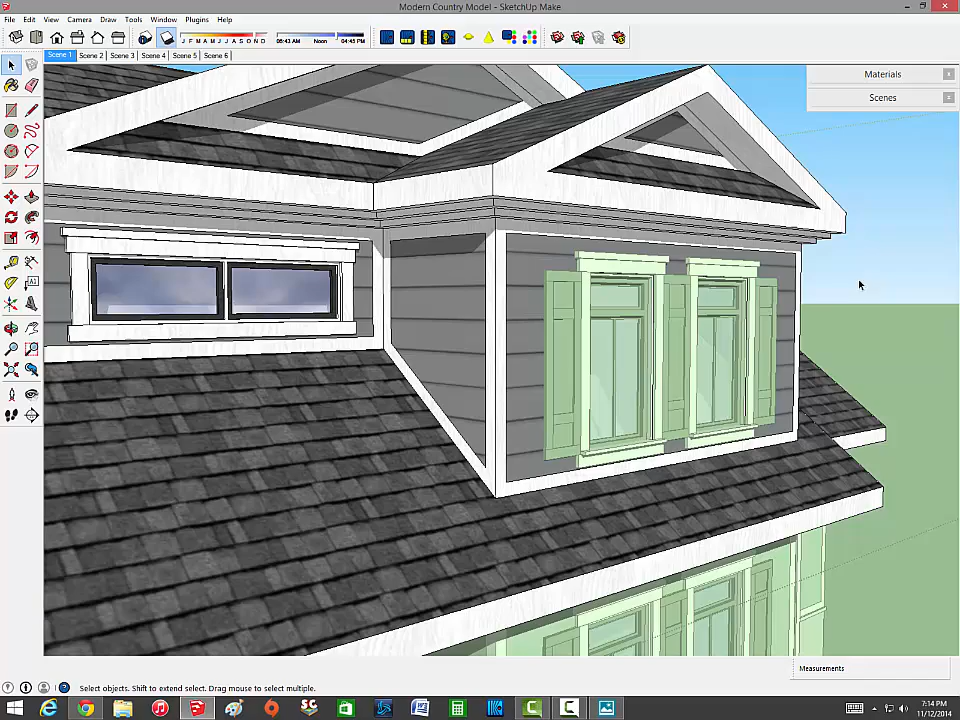 Modern Country Model - SketchUp Make
File Edit View Camera Draw Tools Window Plugins Help
J F M A M J J A S O N D
05:43 AM Noon 04:45 PM
Scene 1 Scene 2 Scene 3 Scene 4 Scene 5 Scene 6
Materials
Scenes
A1
Measurements
Select objects. Shift to extend select. Drag mouse to select multiple.
7:14 PM
11/12/2014